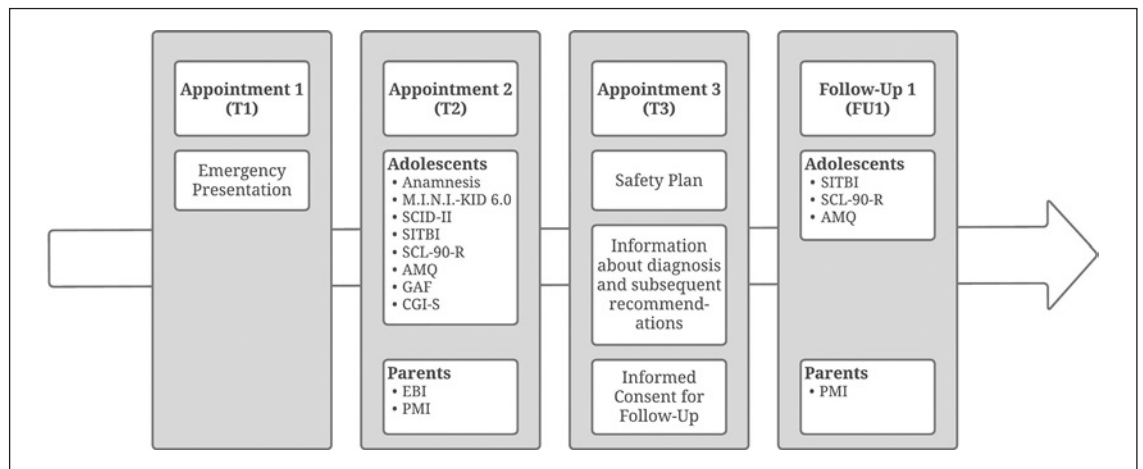 Appointment 1
(T1)
Emergency
Presentation
Appointment 2
(T2)
Adolescents
• Anamnesis
• M.I.N.I.-KID 6.0
• SCID-II
• SITBI
• SCL-90-R
• AMQ
• GAF
• CGI-S
Parents
• EBI
• PMI
Appointment 3
(T3)
Safety Plan
Information
about diagnosis
and subsequent
recommend-
ations
Informed
Consent for
Follow-Up
Follow-Up 1
(FU1)
Adolescents
• SITBI
• SCL-90-R
• AMQ
Parents
• PMI